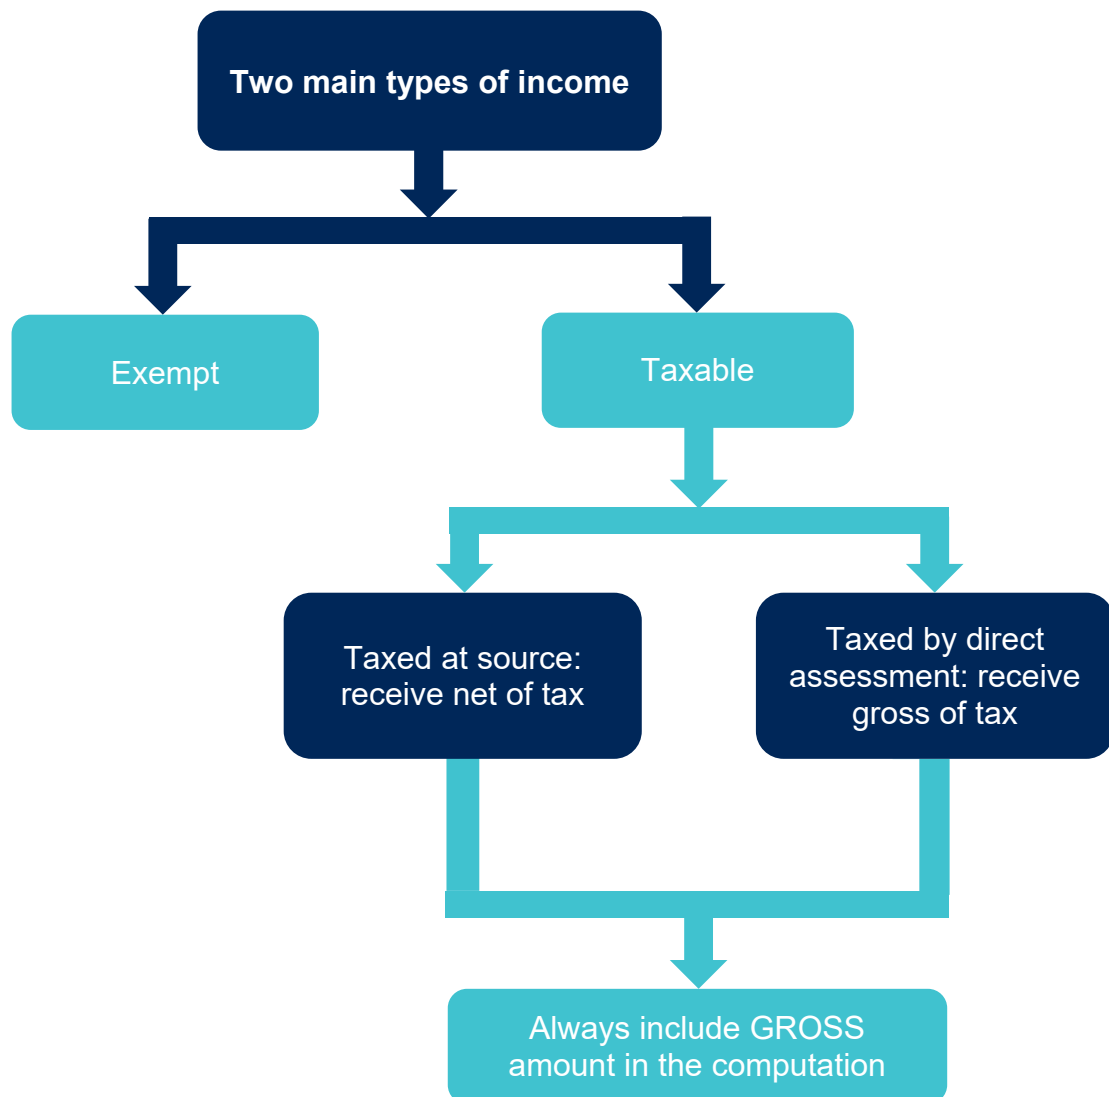 Two main types of income
Exempt
Taxable
Taxed at source:
receive net of tax
Taxed by direct
assessment: receive
gross of tax
Always include GROSS
amount in the computation